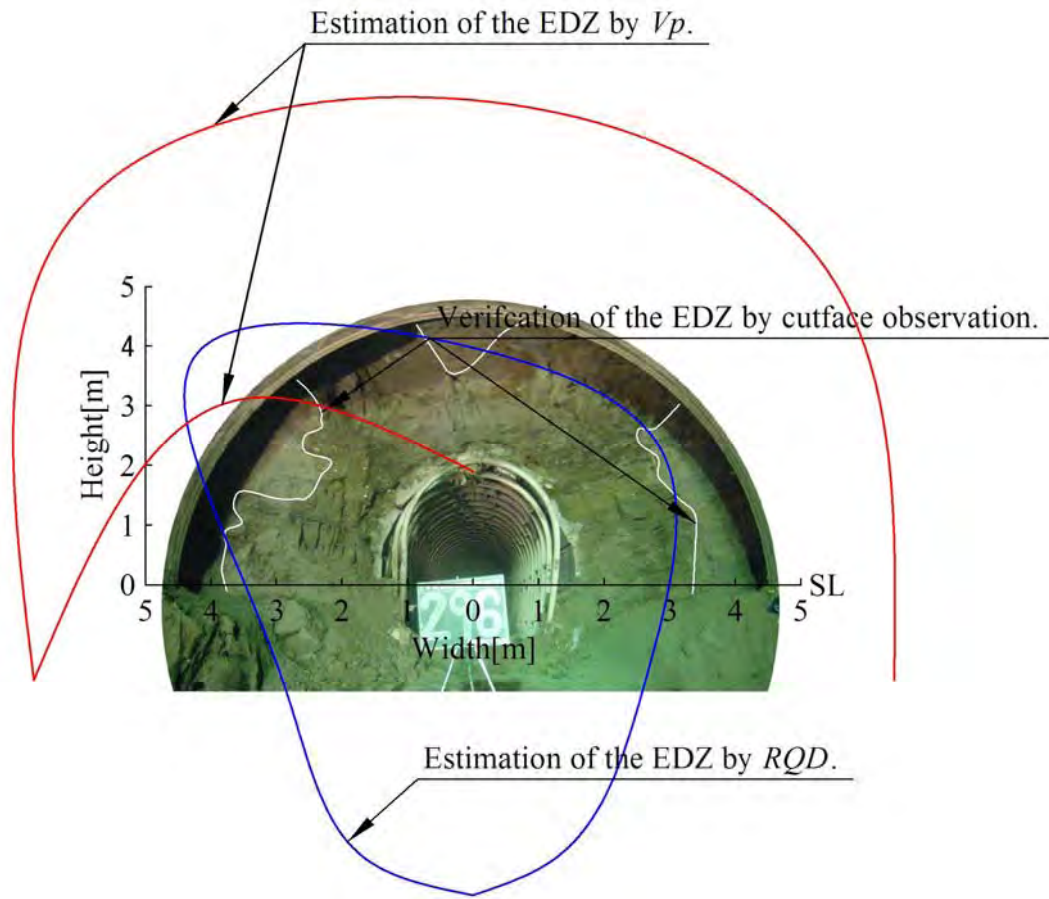 Estimation of the EDZ by Vp.
5
Verifcation of the EDZ by cutface observation.
4
3
Height[m]
2
1
0
SL
5 4 3 2 1 0 1 2 3 4 5
296
Width[m]
Estimation of the EDZ by RQD.